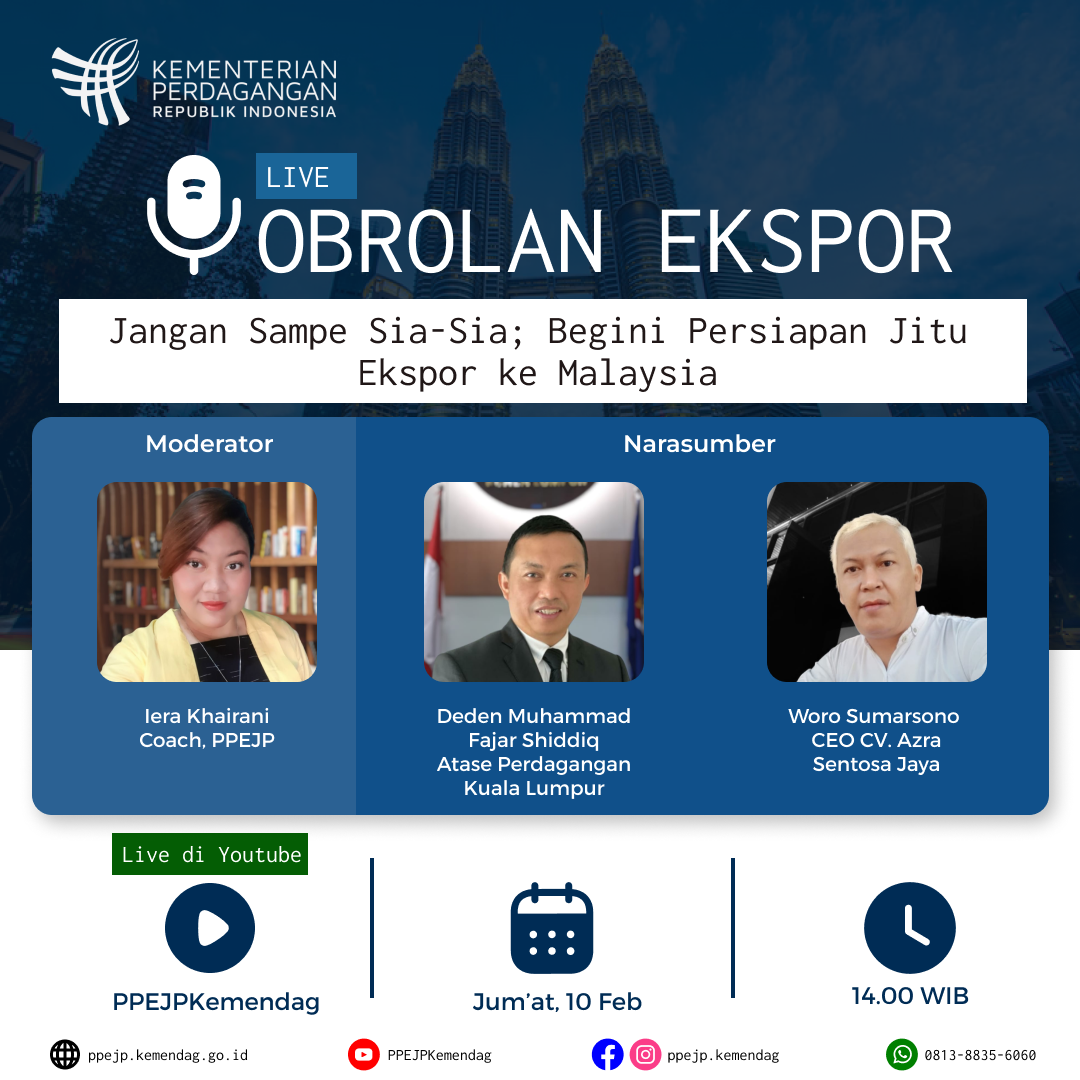 KEMENTERIAN
PERDAGANGAN
REPUBLIK INDONESIA
LIVE
OBROLAN EKSPOR
Jangan Sampe Sia-Sia; Begini Persiapan Jitu
Ekspor ke Malaysia
Moderator
Narasumber
Iera Khairani
Coach, PPEJP
Deden Muhammad
Fajar Shiddiq
Atase Perdagangan
Kuala Lumpur
Woro Sumarsono
CEO CV. Azra
Sentosa Jaya
Live di Youtube
PPEJPKemendag
Jum'at, 10 Feb
14.00 WIB
ppejp.kemendag.go.id
PPEJPKemendag
ppejp.kemendag
0813-8835-6060